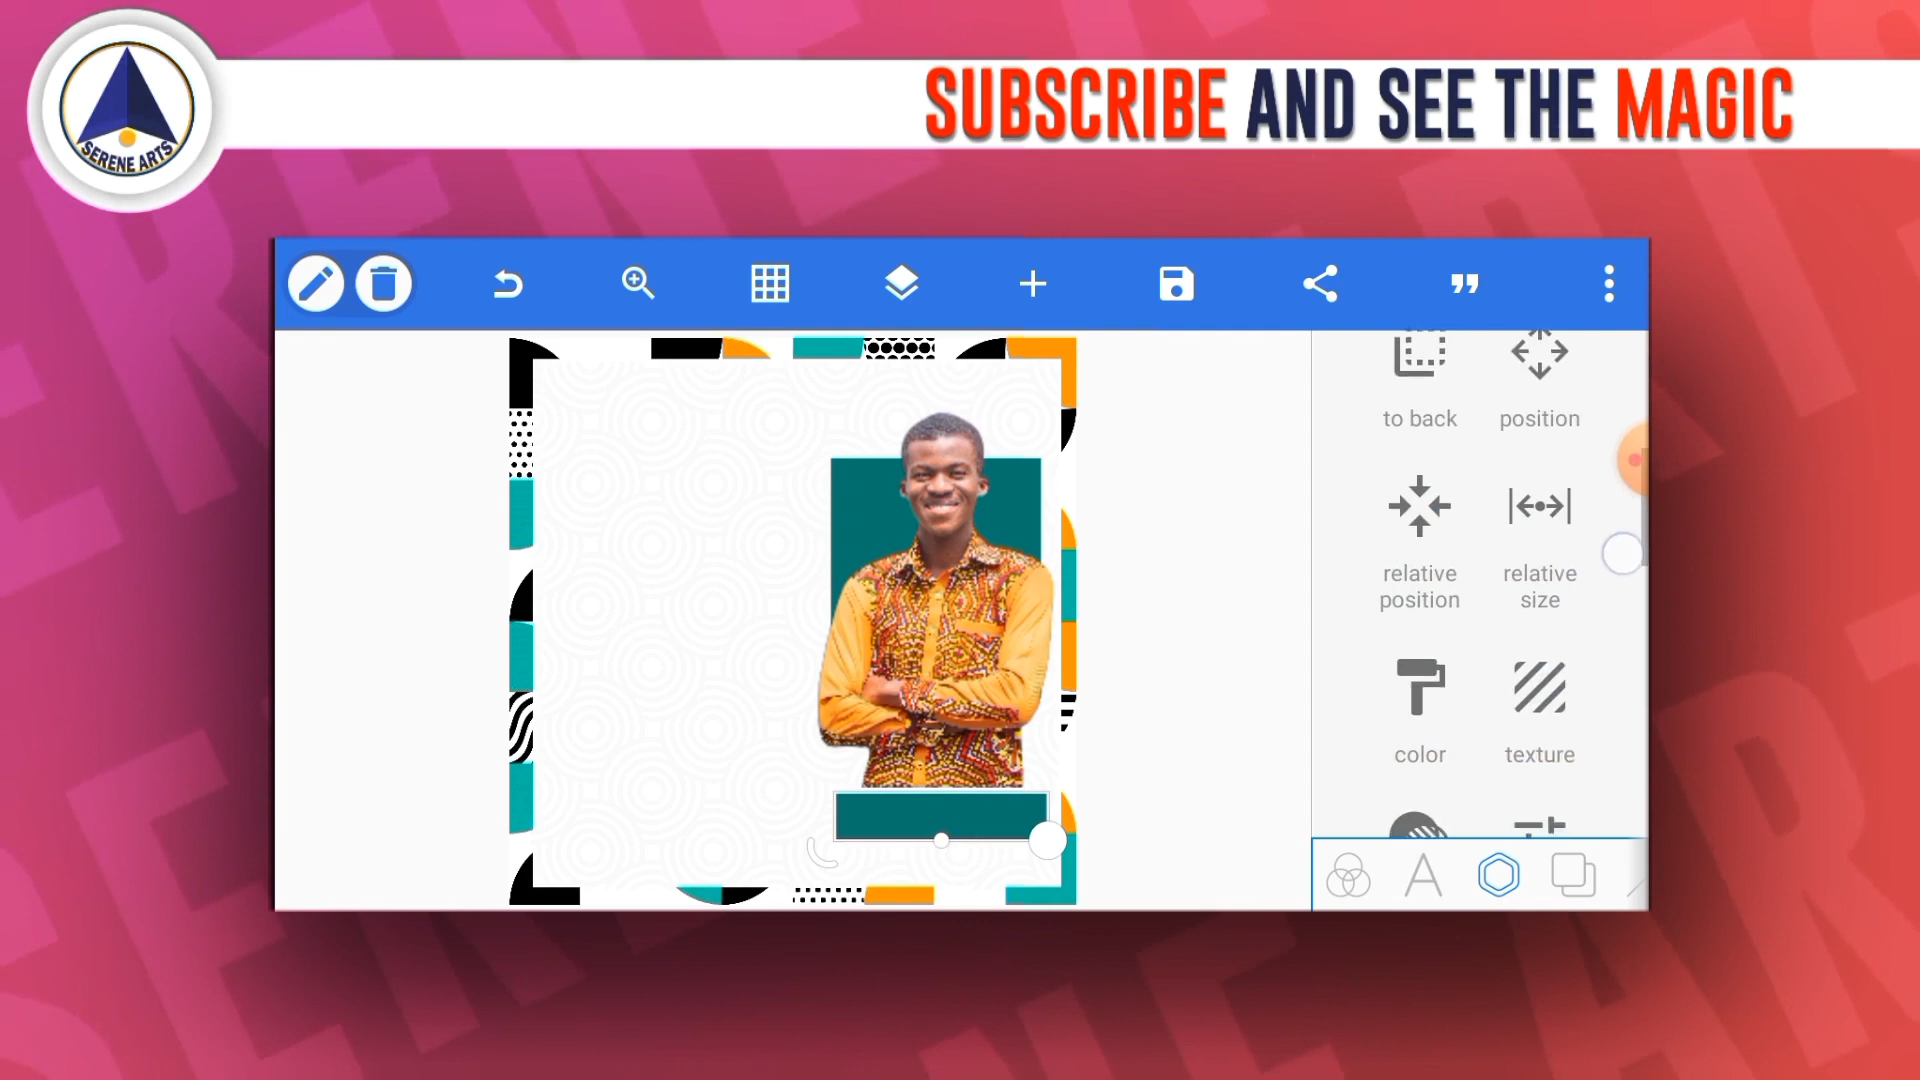 SUBSCRIBE AND SEE THE MAGIC
SERENE ARTS
to back
position
relative position
relative size
color
texture